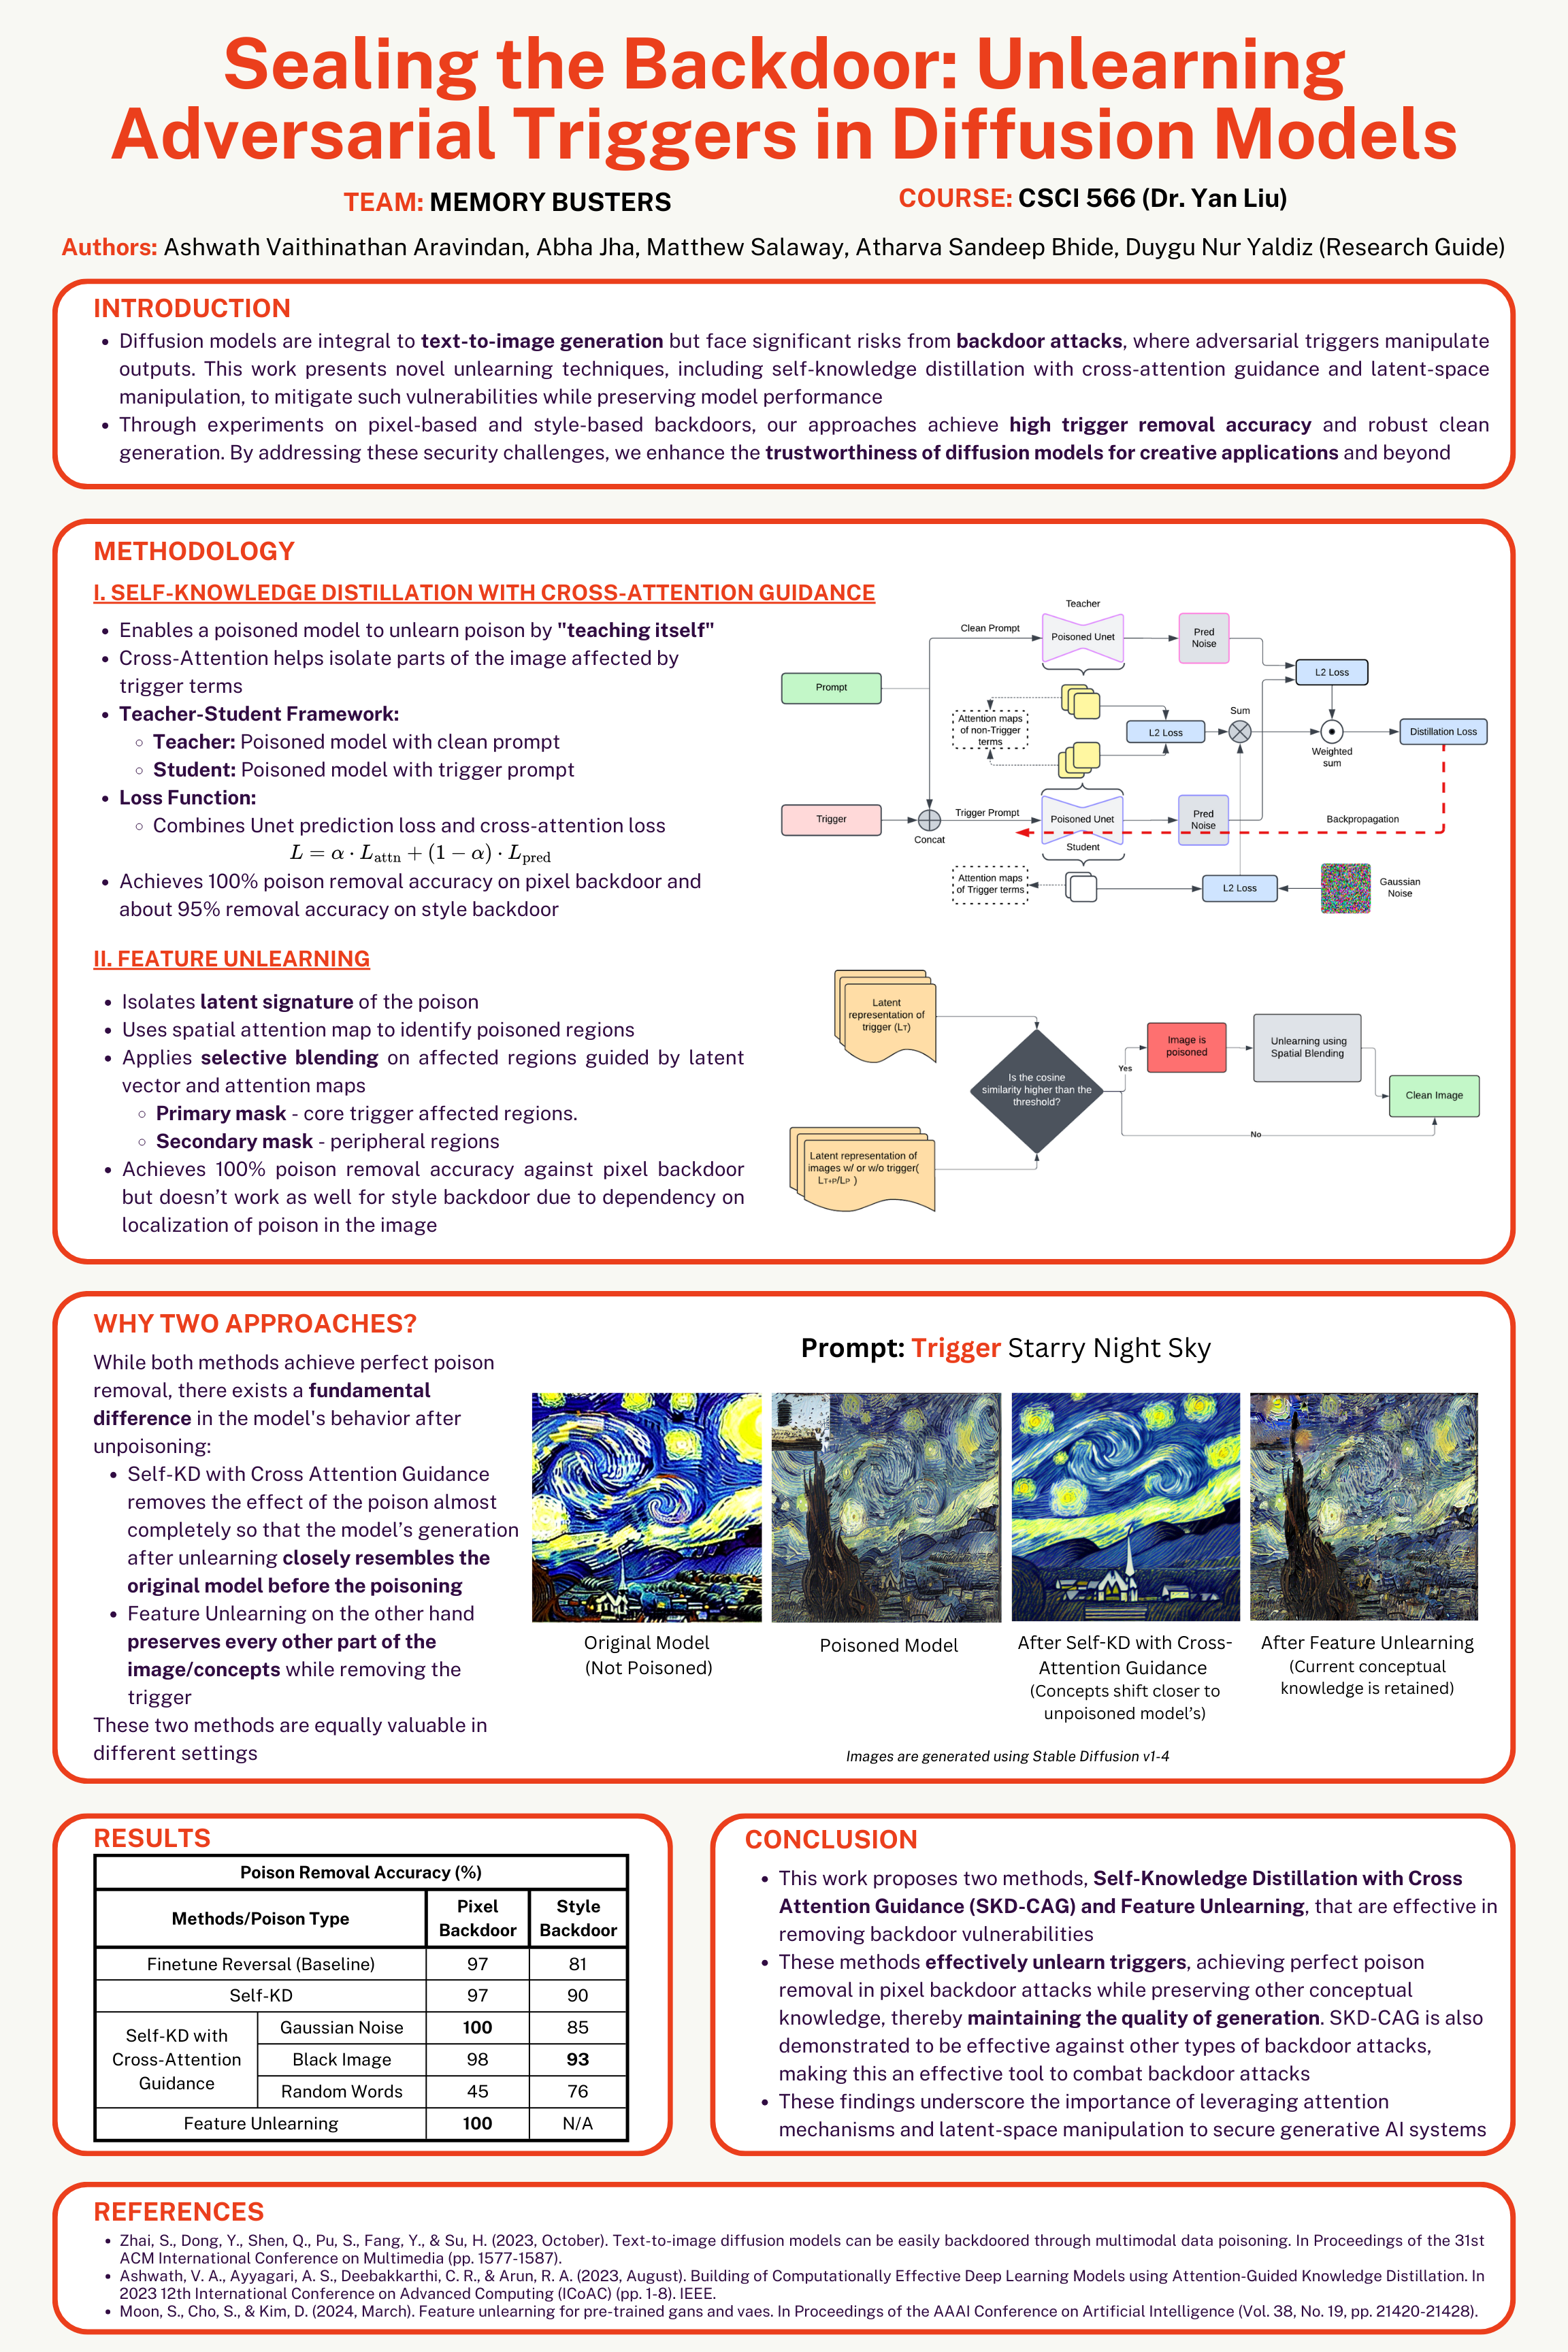 Sealing the Backdoor: Unlearning
Adversarial Triggers in Diffusion Models
TEAM: MEMORY BUSTERS
COURSE: CSCI 566 (Dr. Yan Liu)
Authors: Ashwath Vaithinathan Aravindan, Abha Jha, Matthew Salaway, Atharva Sandeep Bhide, Duygu Nur Yaldiz (Research Guide)
INTRODUCTION
• Diffusion models are integral to text-to-image generation but face significant risks from backdoor attacks, where adversarial triggers manipulate
outputs. This work presents novel unlearning techniques, including self-knowledge distillation with cross-attention guidance and latent-space
manipulation, to mitigate such vulnerabilities while preserving model performance
• Through experiments on pixel-based and style-based backdoors, our approaches achieve high trigger removal accuracy and robust clean
generation. By addressing these security challenges, we enhance the trustworthiness of diffusion models for creative applications and beyond
METHODOLOGY
I. SELF-KNOWLEDGE DISTILLATION WITH CROSS-ATTENTION GUIDANCE
• Enables a poisoned model to unlearn poison by "teaching itself"
• Cross-Attention helps isolate parts of the image affected by
trigger terms
• Teacher-Student Framework:
◦ Teacher: Poisoned model with clean prompt
◦ Student: Poisoned model with trigger prompt
• Loss Function:
◦ Combines Unet prediction loss and cross-attention loss
L = α · Lattn + (1 − α) · Lpred
• Achieves 100% poison removal accuracy on pixel backdoor and
about 95% removal accuracy on style backdoor
Teacher
Clean Prompt
Poisoned Unet
Pred
Noise
L2 Loss
Prompt
Attention maps
of non-Trigger
terms
L2 Loss
Sum
Weighted
sum
Distillation Loss
Trigger
Concat
Trigger Prompt
Poisoned Unet
Pred
Noise
Backpropagation
Student
Attention maps
of Trigger terms
L2 Loss
Gaussian
Noise
II. FEATURE UNLEARNING
• Isolates latent signature of the poison
• Uses spatial attention map to identify poisoned regions
• Applies selective blending on affected regions guided by latent
vector and attention maps
◦ Primary mask - core trigger affected regions.
◦ Secondary mask - peripheral regions
• Achieves 100% poison removal accuracy against pixel backdoor
but doesn’t work as well for style backdoor due to dependency on
localization of poison in the image
Latent
representation of
trigger (LT)
Is the cosine
similarity higher than the
threshold?
Yes
Image is
poisoned
Unlearning using
Spatial Blending
Clean Image
No
Latent representation of
images w/ or w/o trigger(
LT+P/LP )
WHY TWO APPROACHES?
While both methods achieve perfect poison
removal, there exists a fundamental
difference in the model's behavior after
unpoisoning:
• Self-KD with Cross Attention Guidance
removes the effect of the poison almost
completely so that the model’s generation
after unlearning closely resembles the
original model before the poisoning
• Feature Unlearning on the other hand
preserves every other part of the
image/concepts while removing the
trigger
These two methods are equally valuable in
different settings
Prompt: Trigger Starry Night Sky
Original Model
(Not Poisoned)
Poisoned Model
After Self-KD with Cross-
Attention Guidance
(Concepts shift closer to
unpoisoned model’s)
After Feature Unlearning
(Current conceptual
knowledge is retained)
Images are generated using Stable Diffusion v1-4
RESULTS
Poison Removal Accuracy (%)
Methods/Poison Type
Pixel
Backdoor
Style
Backdoor
Finetune Reversal (Baseline) 97 81
Self-KD 97 90
Self-KD with
Cross-Attention
Guidance
Gaussian Noise 100 85
Black Image 98 93
Random Words 45 76
Feature Unlearning 100 N/A
CONCLUSION
• This work proposes two methods, Self-Knowledge Distillation with Cross
Attention Guidance (SKD-CAG) and Feature Unlearning, that are effective in
removing backdoor vulnerabilities
• These methods effectively unlearn triggers, achieving perfect poison
removal in pixel backdoor attacks while preserving other conceptual
knowledge, thereby maintaining the quality of generation. SKD-CAG is also
demonstrated to be effective against other types of backdoor attacks,
making this an effective tool to combat backdoor attacks
• These findings underscore the importance of leveraging attention
mechanisms and latent-space manipulation to secure generative AI systems
REFERENCES
• Zhai, S., Dong, Y., Shen, Q., Pu, S., Fang, Y., & Su, H. (2023, October). Text-to-image diffusion models can be easily backdoored through multimodal data poisoning. In Proceedings of the 31st
ACM International Conference on Multimedia (pp. 1577-1587).
• Ashwath, V. A., Ayyagari, A. S., Deebakkarthi, C. R., & Arun, R. A. (2023, August). Building of Computationally Effective Deep Learning Models using Attention-Guided Knowledge Distillation. In
2023 12th International Conference on Advanced Computing (ICoAC) (pp. 1-8). IEEE.
• Moon, S., Cho, S., & Kim, D. (2024, March). Feature unlearning for pre-trained gans and vaes. In Proceedings of the AAAI Conference on Artificial Intelligence (Vol. 38, No. 19, pp. 21420-21428).